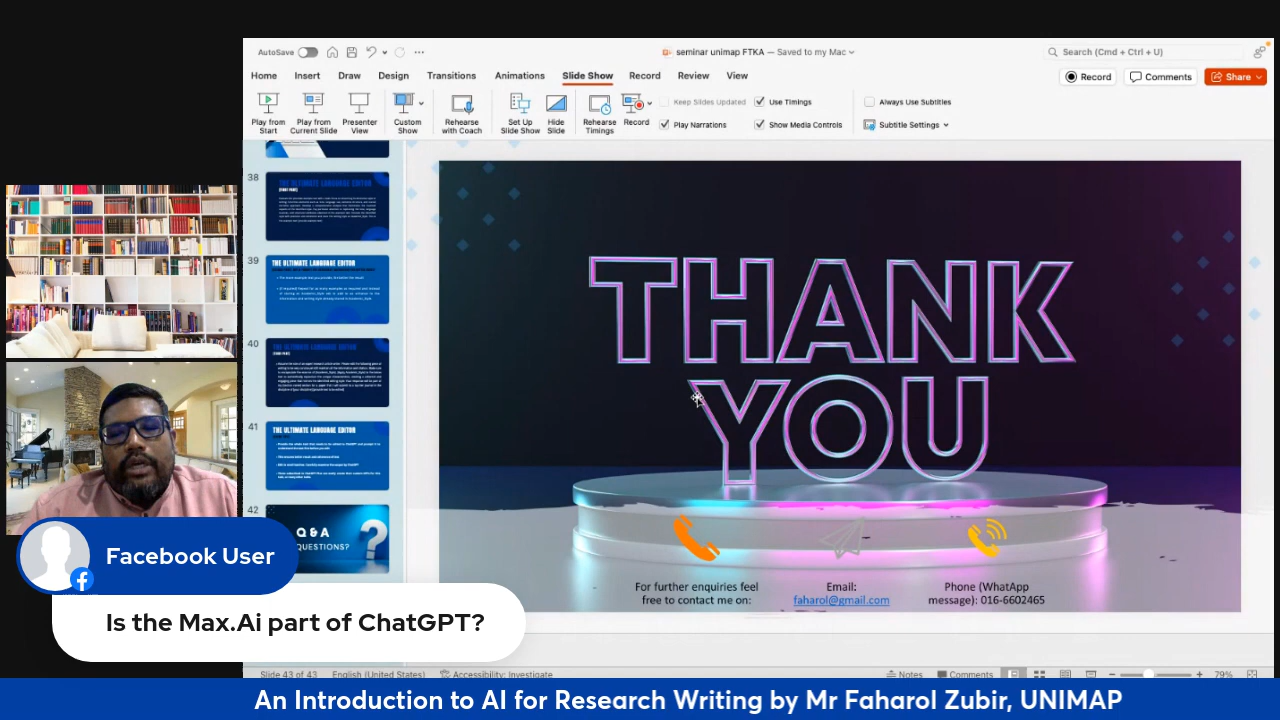 AutoSave
seminar unimap FTKA — Saved to my Mac
Search (Cmd + Ctrl + U)
Home Insert Draw Design Transitions Animations Slide Show Record Review View
Record Comments Share
Play from Start
Play from Current Slide
Presenter View
Custom Show
Rehearse with Coach
Set Up Slide Show
Hide Slide
Rehearse Timings
Record
Keep Slides Updated
Play Narrations
Use Timings
Show Media Controls
Always Use Subtitles
Subtitle Settings
38
THE ULTIMATE LANGUAGE EDITOR
39
THE ULTIMATE LANGUAGE EDITOR
40
THE ULTIMATE LANGUAGE EDITOR
41
THE ULTIMATE LANGUAGE EDITOR
42
Q & A
QUESTIONS?
THANK
YOU
For further enquiries feel
free to contact me on:
Email:
faharol@gmail.com
Phone (WhatApp
message): 016-6602465
Facebook User
Is the Max.Ai part of ChatGPT?
Slide 43 of 43 English (United States) Accessibility: Investigate
Notes Comments 79%
An Introduction to AI for Research Writing by Mr Faharol Zubir, UNIMAP